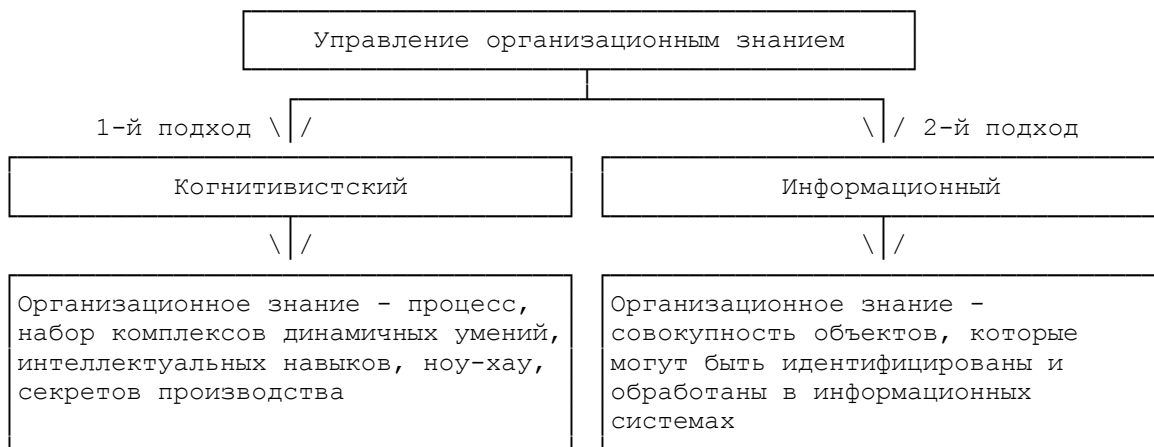 Управление организационным знанием
1-й подход
2-й подход
Когнитивистский
Информационный
Организационное знание - процесс,
набор комплексов динамичных умений,
интеллектуальных навыков, ноу-хау,
секретов производства
Организационное знание -
совокупность объектов, которые
могут быть идентифицированы и
обработаны в информационных
системах